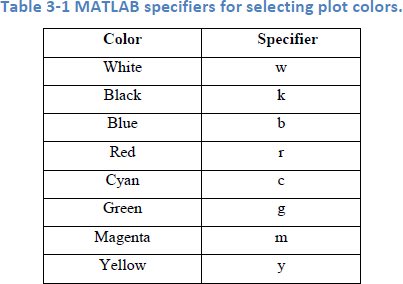 Table 3-1 MATLAB specifiers for selecting plot colors.
Color Specifier
White w
Black k
Blue b
Red r
Cyan c
Green g
Magenta m
Yellow y